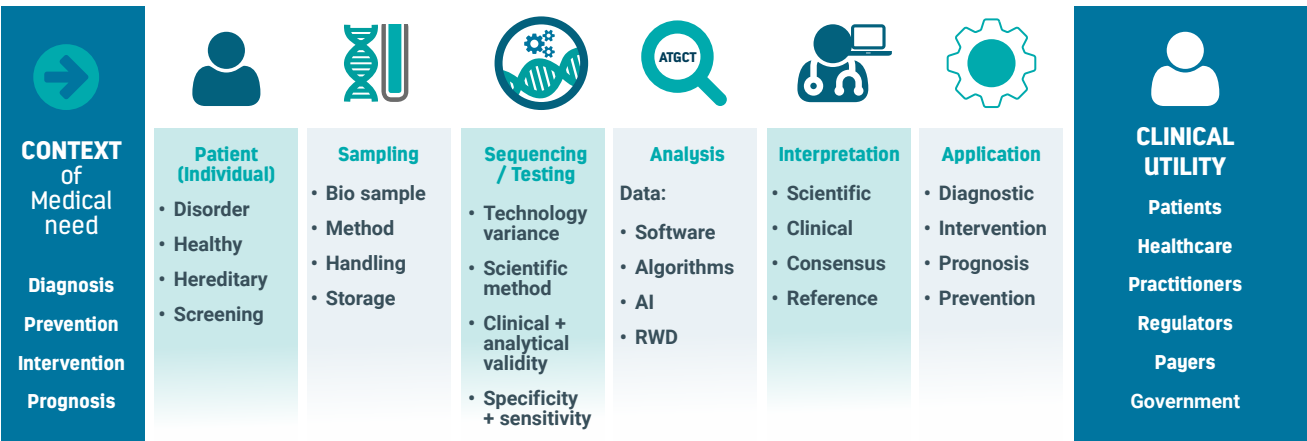 CONTEXT
of
Medical
need
Diagnosis
Prevention
Intervention
Prognosis
Patient
(Individual)
• Disorder
• Healthy
• Hereditary
• Screening
Sampling
• Bio sample
• Method
• Handling
• Storage
Sequencing
/ Testing
• Technology
variance
• Scientific
method
• Clinical +
analytical
validity
• Specificity
+ sensitivity
ATGCT
Analysis
Data:
• Software
• Algorithms
• AI
• RWD
Interpretation
• Scientific
• Clinical
• Consensus
• Reference
Application
• Diagnostic
• Intervention
• Prognosis
• Prevention
CLINICAL
UTILITY
Patients
Healthcare
Practitioners
Regulators
Payers
Government